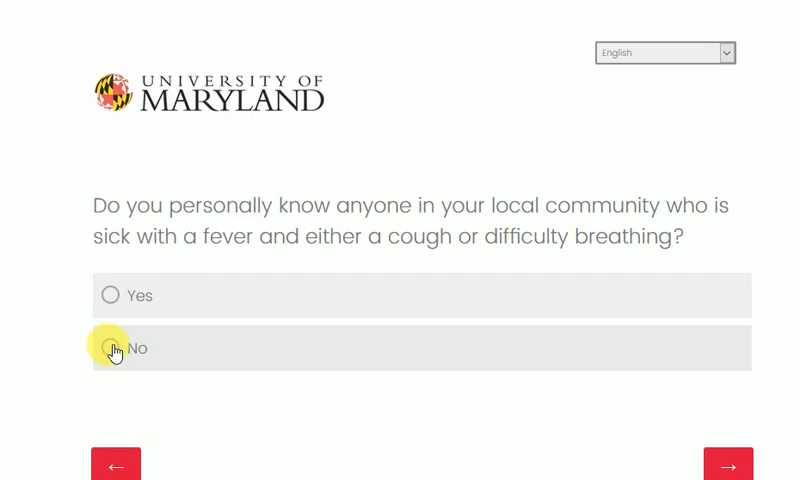 English
UNIVERSITY OF
MARYLAND
Do you personally know anyone in your local community who is
sick with a fever and either a cough or difficulty breathing?
Yes
No
←
→